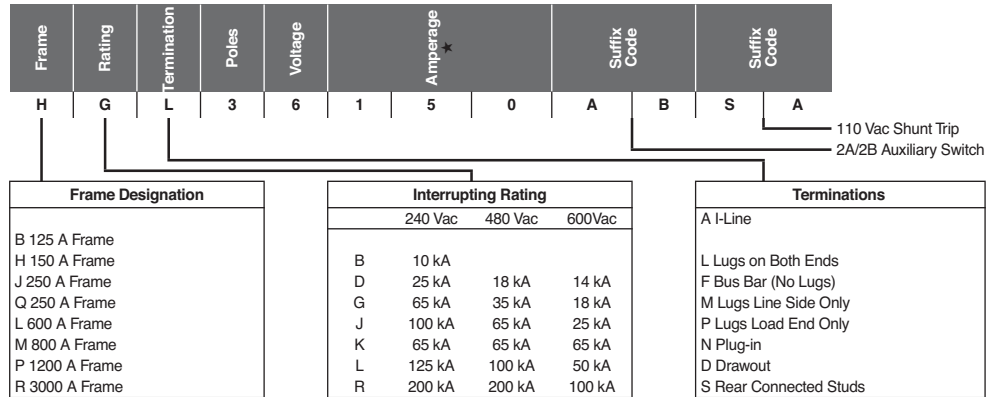 Frame Rating Termination Poles Voltage Amperage★ Suffix Code Suffix Code
H G L 3 6 1 5 0 A B S A
110 Vac Shunt Trip
2A/2B Auxiliary Switch
Frame Designation
B 125 A Frame
H 150 A Frame
J 250 A Frame
Q 250 A Frame
L 600 A Frame
M 800 A Frame
P 1200 A Frame
R 3000 A Frame
Interrupting Rating
240 Vac 480 Vac 600Vac
B 10 kA
D 25 kA 18 kA 14 kA
G 65 kA 35 kA 18 kA
J 100 kA 65 kA 25 kA
K 65 kA 65 kA 65 kA
L 125 kA 100 kA 50 kA
R 200 kA 200 kA 100 kA
Terminations
A I-Line
L Lugs on Both Ends
F Bus Bar (No Lugs)
M Lugs Line Side Only
P Lugs Load End Only
N Plug-in
D Drawout
S Rear Connected Studs